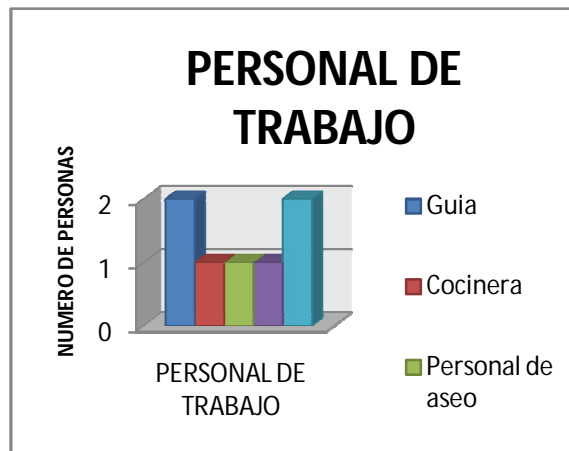 PERSONAL DE
TRABAJO
NUMERO DE PERSONAS
2
1
0
PERSONAL DE
TRABAJO
Guia
Cocinera
Personal de
aseo